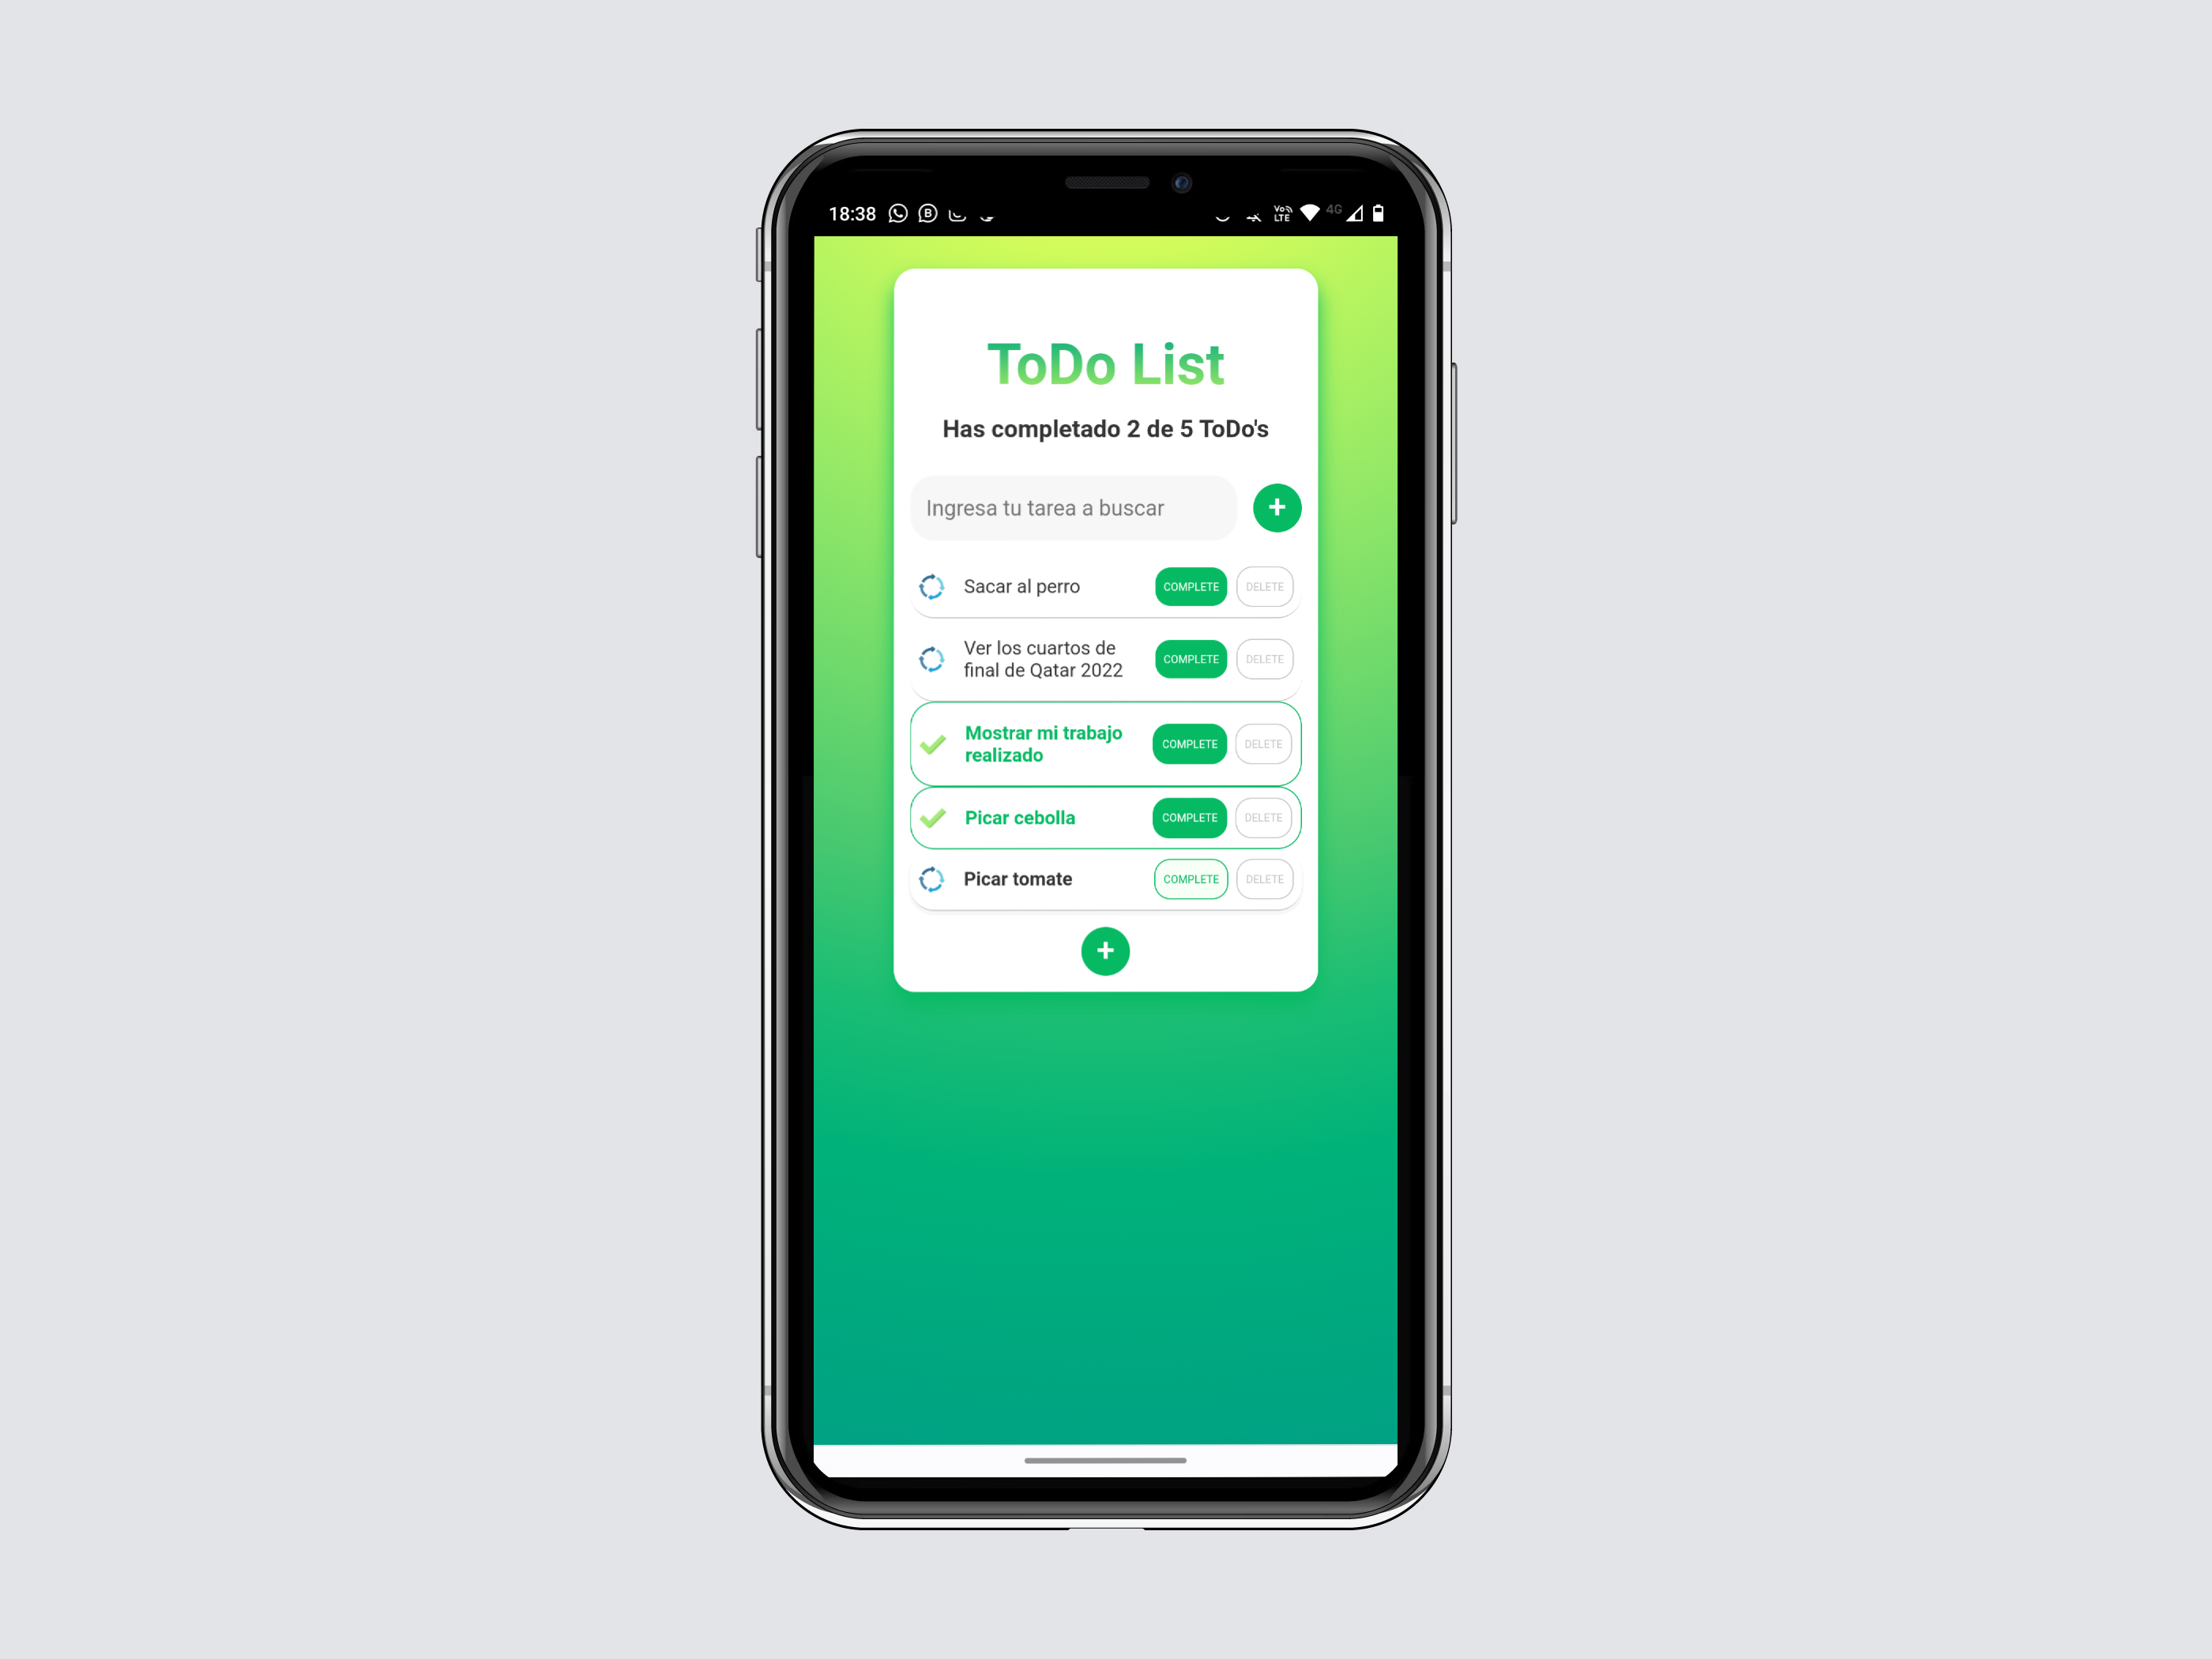 18:38
B
Vo
LTE
4G
ToDo List
Has completado 2 de 5 ToDo's
Ingresa tu tarea a buscar
+
Sacar al perro
COMPLETE
DELETE
Ver los cuartos de
final de Qatar 2022
COMPLETE
DELETE
Mostrar mi trabajo
realizado
COMPLETE
DELETE
Picar cebolla
COMPLETE
DELETE
Picar tomate
COMPLETE
DELETE
+